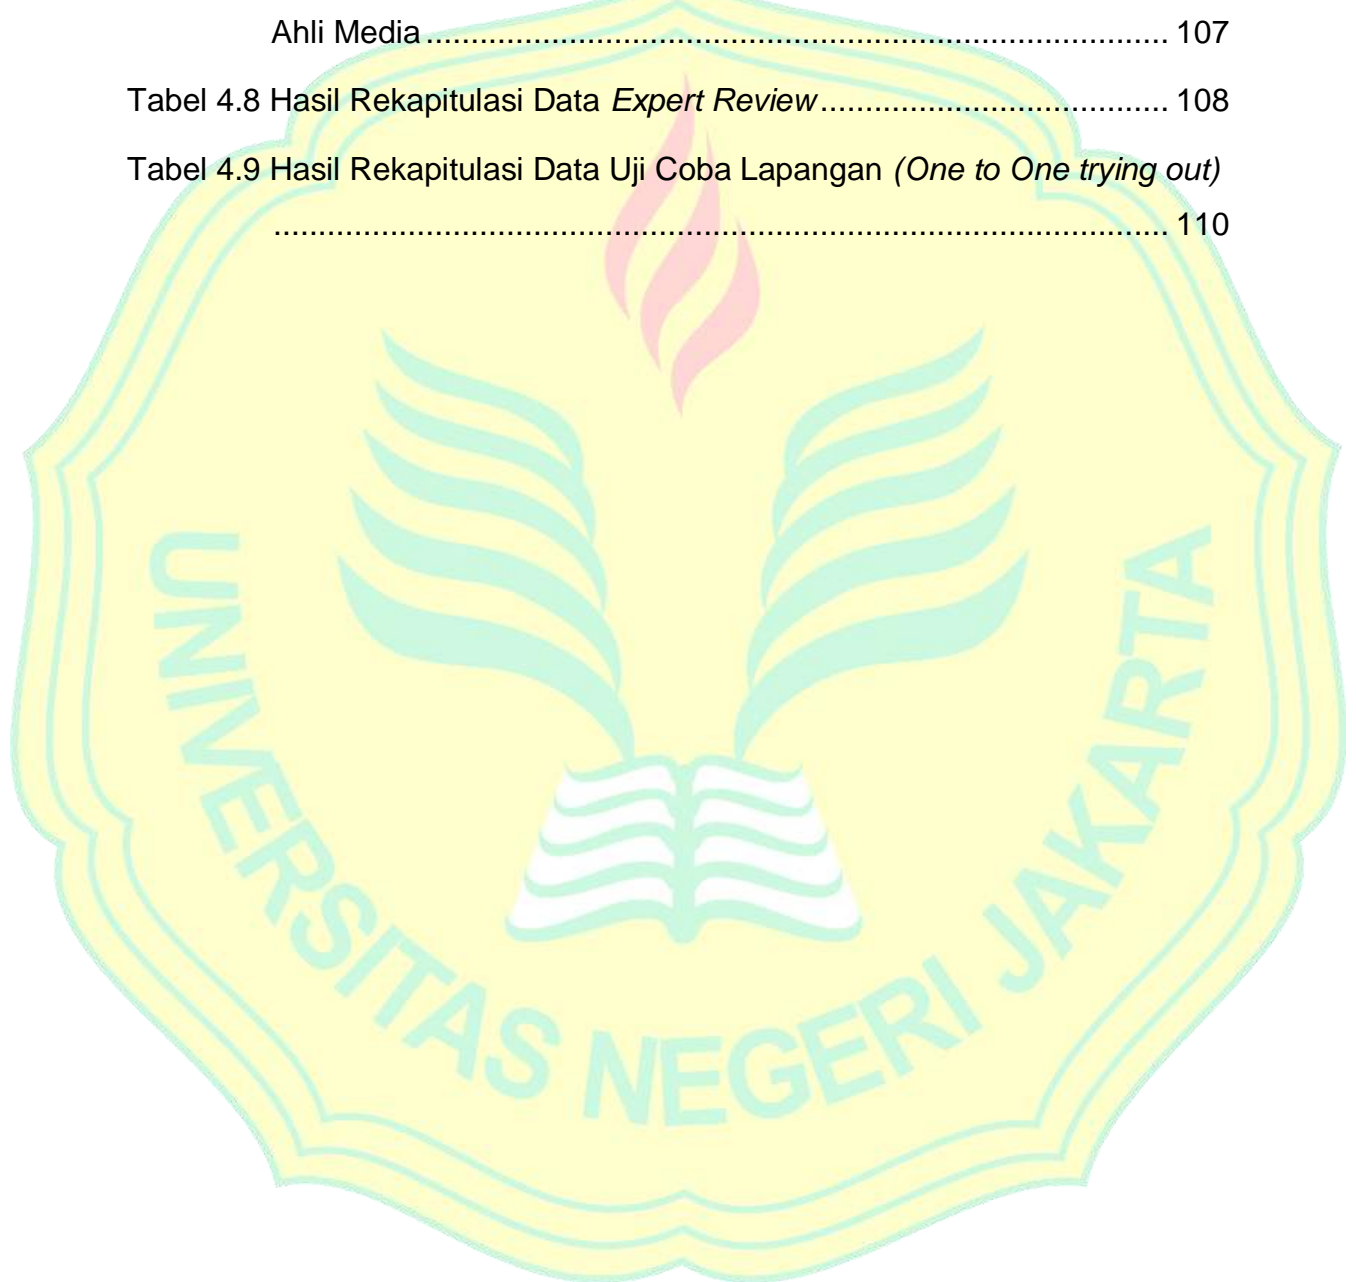 Ahli Media.................................................................................... 107
Tabel 4.8 Hasil Rekapitulasi Data Expert Review....................................... 108
Tabel 4.9 Hasil Rekapitulasi Data Uji Coba Lapangan (One to One trying out)
..................................................................................................... 110
UNIVERSITAS NEGERI JAKARTA